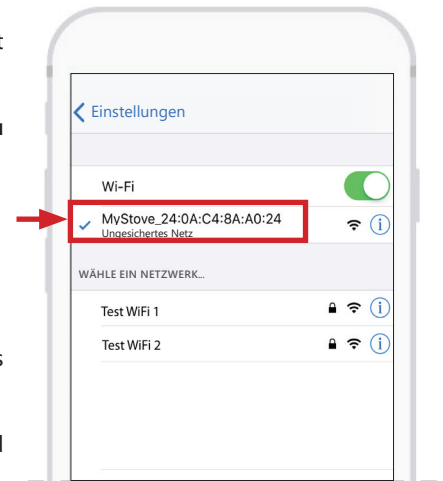 Einstellungen
Wi-Fi
MyStove_24:0A:C4:8A:A0:24
Ungesichertes Netz
WÄHLE EIN NETZWERK...
Test WiFi 1
Test WiFi 2